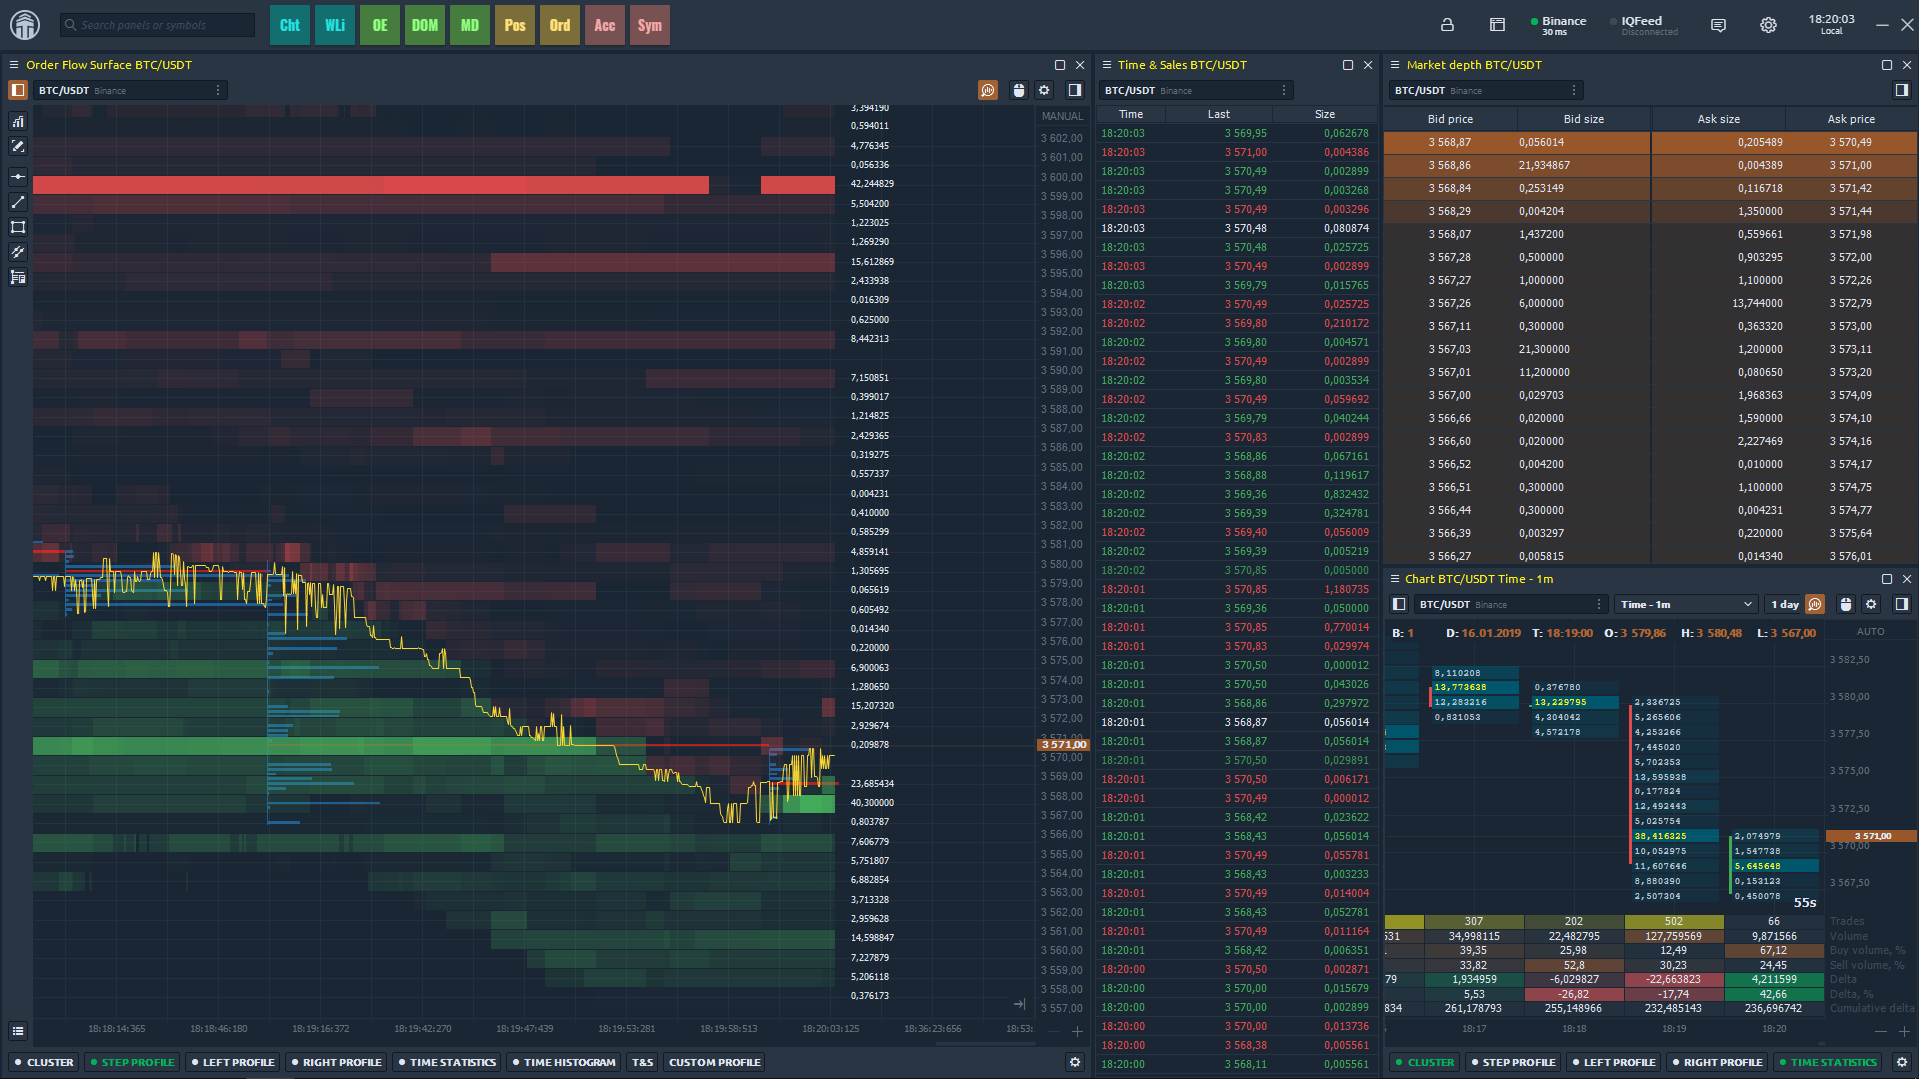 Search panels or symbols Cht WLi OE DOM MD Pos Ord Acc Sym Binance 30 ms IQFeed Disconnected 18:20:03 Local
Order Flow Surface BTC/USDT
BTC/USDT Binance
3,394190
0,594011
4,776345
0,056336
42,244829
5,504200
1,223025
1,269290
15,612869
2,433938
0,016309
0,625000
8,442313
7,150851
0,399017
1,214825
2,429365
0,319275
0,557337
0,004231
0,410000
0,585299
4,859141
1,305695
0,065619
0,605492
0,014340
0,220000
6,900063
1,280650
15,207320
2,929674
0,209878
23,685434
40,300000
0,803787
7,606779
5,751807
6,882854
3,713328
2,959628
14,598847
7,227879
5,206118
0,376173
MANUAL
3 602,00
3 601,00
3 600,00
3 599,00
3 598,00
3 597,00
3 596,00
3 595,00
3 594,00
3 593,00
3 592,00
3 591,00
3 590,00
3 589,00
3 588,00
3 587,00
3 586,00
3 585,00
3 584,00
3 583,00
3 582,00
3 581,00
3 580,00
3 579,00
3 578,00
3 577,00
3 576,00
3 575,00
3 574,00
3 573,00
3 572,00
3 571,00
3 570,00
3 569,00
3 568,00
3 567,00
3 566,00
3 565,00
3 564,00
3 563,00
3 562,00
3 561,00
3 560,00
3 559,00
3 558,00
3 557,00
18:18:14:365 18:18:46:180 18:19:16:372 18:19:42:270 18:19:47:439 18:19:53:281 18:19:58:513 18:20:03:125 18:36:23:656 18:53:
CLUSTER STEP PROFILE LEFT PROFILE RIGHT PROFILE TIME STATISTICS TIME HISTOGRAM T&S CUSTOM PROFILE
Time & Sales BTC/USDT
BTC/USDT Binance
Time Last Size
18:20:03 3 569,95 0,062678
18:20:03 3 571,00 0,004386
18:20:03 3 570,49 0,002899
18:20:03 3 570,49 0,003268
18:20:03 3 570,49 0,003296
18:20:03 3 570,48 0,080874
18:20:03 3 570,48 0,025725
18:20:03 3 570,49 0,002899
18:20:03 3 569,79 0,015765
18:20:02 3 570,49 0,025725
18:20:02 3 569,80 0,210172
18:20:02 3 569,80 0,004571
18:20:02 3 570,49 0,002899
18:20:02 3 569,80 0,003534
18:20:02 3 570,49 0,059692
18:20:02 3 569,79 0,040244
18:20:02 3 570,83 0,002899
18:20:02 3 568,86 0,067161
18:20:02 3 568,88 0,119617
18:20:02 3 569,36 0,832432
18:20:02 3 569,39 0,324781
18:20:02 3 569,40 0,056009
18:20:02 3 569,39 0,005219
18:20:02 3 570,85 0,005000
18:20:01 3 570,85 1,180735
18:20:01 3 569,36 0,050000
18:20:01 3 570,85 0,770014
18:20:01 3 570,83 0,029974
18:20:01 3 570,50 0,000012
18:20:01 3 570,50 0,043026
18:20:01 3 568,86 0,297972
18:20:01 3 568,87 0,056014
18:20:01 3 568,87 0,056014
18:20:01 3 570,50 0,029891
18:20:01 3 570,50 0,006171
18:20:01 3 570,49 0,000012
18:20:01 3 568,42 0,023622
18:20:01 3 568,43 0,056014
18:20:01 3 570,49 0,055781
18:20:01 3 568,43 0,003233
18:20:01 3 570,49 0,014004
18:20:01 3 568,43 0,052781
18:20:01 3 570,49 0,011164
18:20:01 3 568,42 0,006351
18:20:00 3 570,50 0,002871
18:20:00 3 570,00 0,015679
18:20:00 3 570,00 0,002899
18:20:00 3 570,00 0,013736
18:20:00 3 568,38 0,005561
18:20:00 3 568,11 0,005561
Market depth BTC/USDT
BTC/USDT Binance
Bid price Bid size Ask size Ask price
3 568,87 0,056014 0,205489 3 570,49
3 568,86 21,934867 0,004389 3 571,00
3 568,84 0,253149 0,116718 3 571,42
3 568,29 0,004204 1,350000 3 571,44
3 568,07 1,437200 0,559661 3 571,98
3 567,28 0,500000 0,903295 3 572,00
3 567,27 1,000000 1,100000 3 572,26
3 567,26 6,000000 13,744000 3 572,79
3 567,11 0,300000 0,363320 3 573,00
3 567,03 21,300000 1,200000 3 573,11
3 567,01 11,200000 0,080650 3 573,20
3 567,00 0,029703 1,968363 3 574,09
3 566,66 0,020000 1,590000 3 574,10
3 566,60 0,020000 2,227469 3 574,16
3 566,52 0,004200 0,010000 3 574,17
3 566,51 0,300000 1,100000 3 574,75
3 566,44 0,300000 0,004231 3 574,77
3 566,39 0,003297 0,220000 3 575,64
3 566,27 0,005815 0,014340 3 576,01
Chart BTC/USDT Time - 1m
BTC/USDT Binance Time - 1m 1 day
B: 1 D: 16.01.2019 T: 18:19:00 O: 3 579,86 H: 3 580,48 L: 3 567,00 AUTO
8,110208
13,773638
12,283216
0,831053
0,376780
13,229795
4,304042
4,572178
2,336725
5,265606
4,253266
7,445020
5,702353
13,595938
0,177824
12,492443
5,025754
38,416325
10,052975
11,607646
8,880390
2,507304
2,074979
1,547738
5,645648
0,153123
0,450078
55s
3 582,50
3 580,00
3 577,50
3 575,00
3 572,50
3 571,00
3 570,00
3 567,50
307 202 502 66 Trades
531 34,998115 22,482795 127,759569 9,871566 Volume
39,35 25,98 12,49 67,12 Buy volume, %
33,82 52,8 30,23 24,45 Sell volume, %
79 1,934959 -6,029827 -22,663823 4,211599 Delta
5,53 -26,82 -17,74 42,66 Delta, %
834 261,178793 255,148966 232,485143 236,696742 Cumulative delta
18:17 18:18 18:19 18:20
CLUSTER STEP PROFILE LEFT PROFILE RIGHT PROFILE TIME STATISTICS